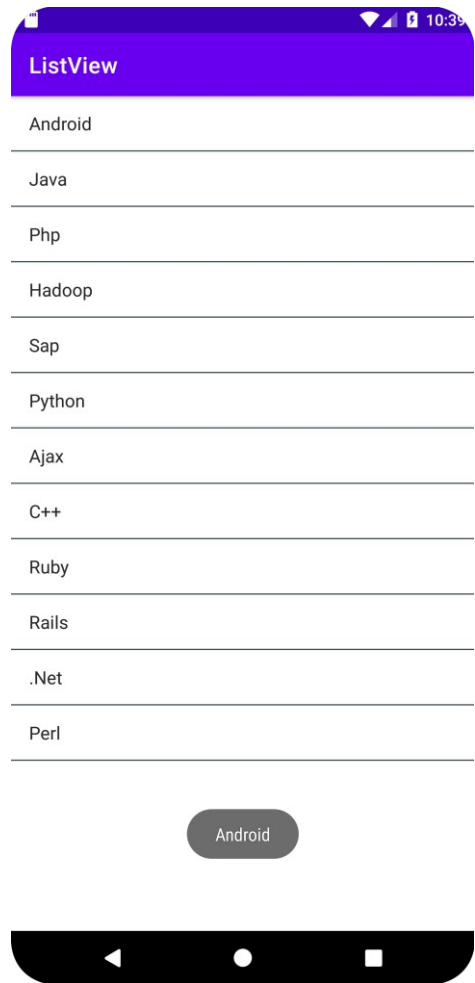 10:39
ListView
Android
Java
Php
Hadoop
Sap
Python
Ajax
C++
Ruby
Rails
.Net
Perl
Android